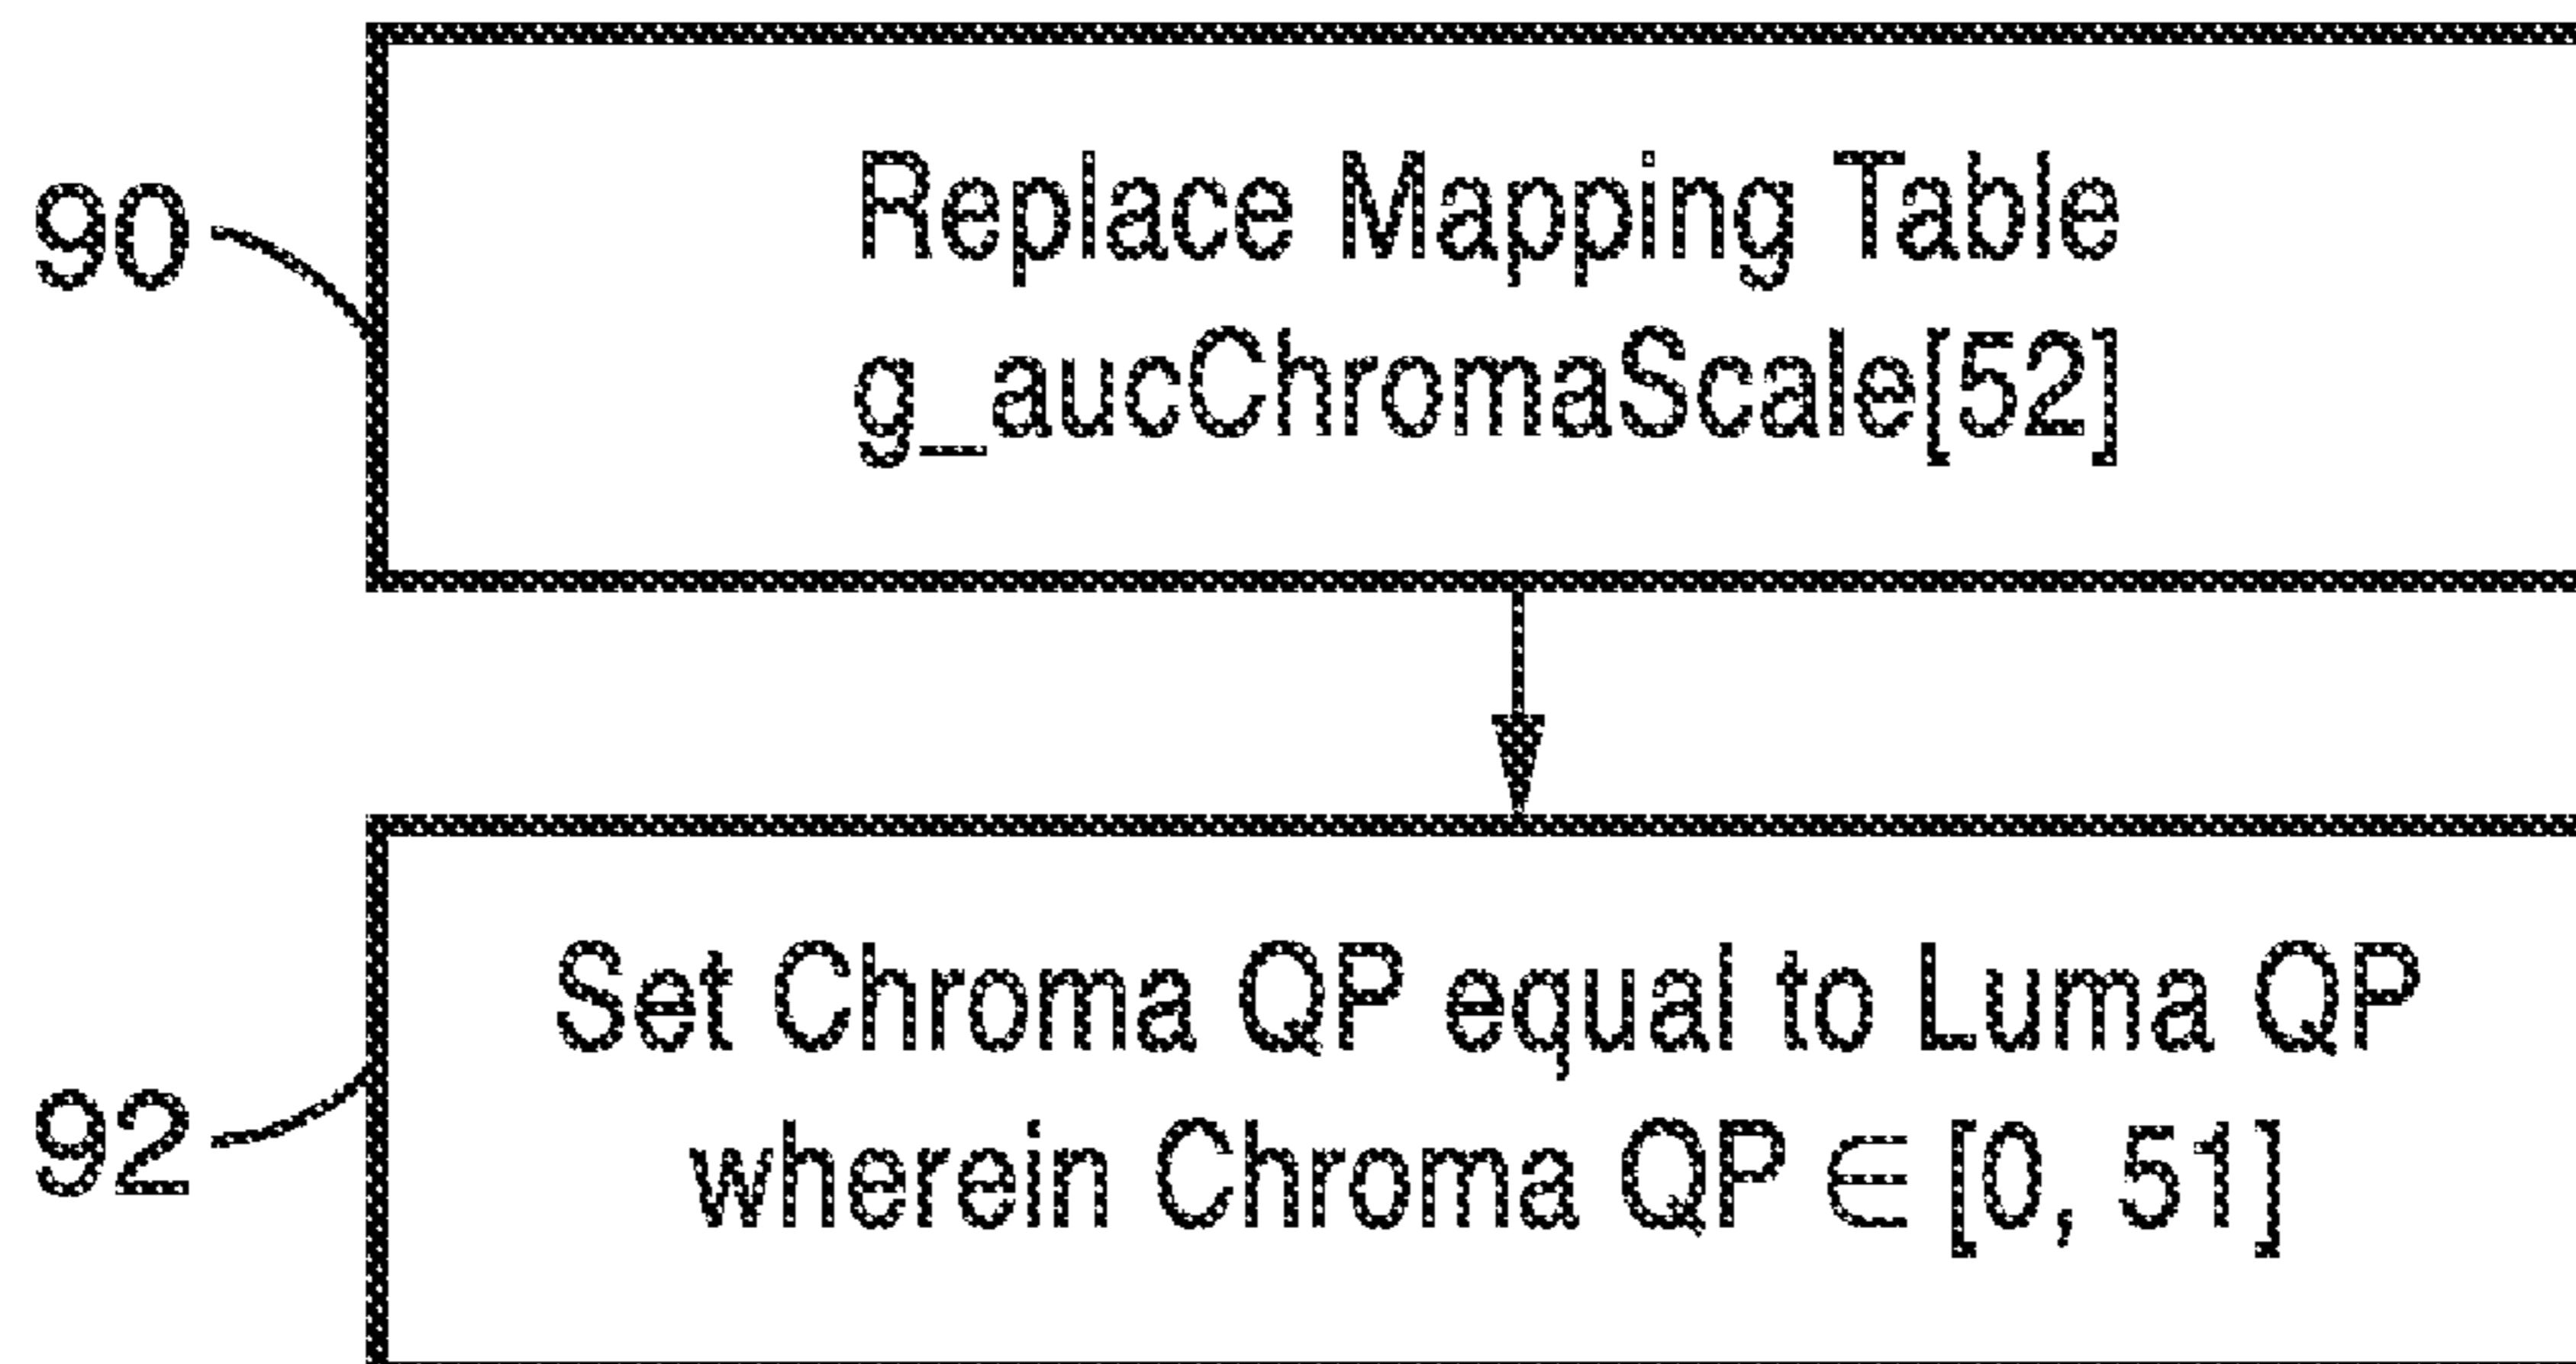 90
Replace Mapping Table
g_aucChromaScale[52]
92
Set Chroma QP equal to Luma QP
wherein Chroma QP ∈ [0, 51]